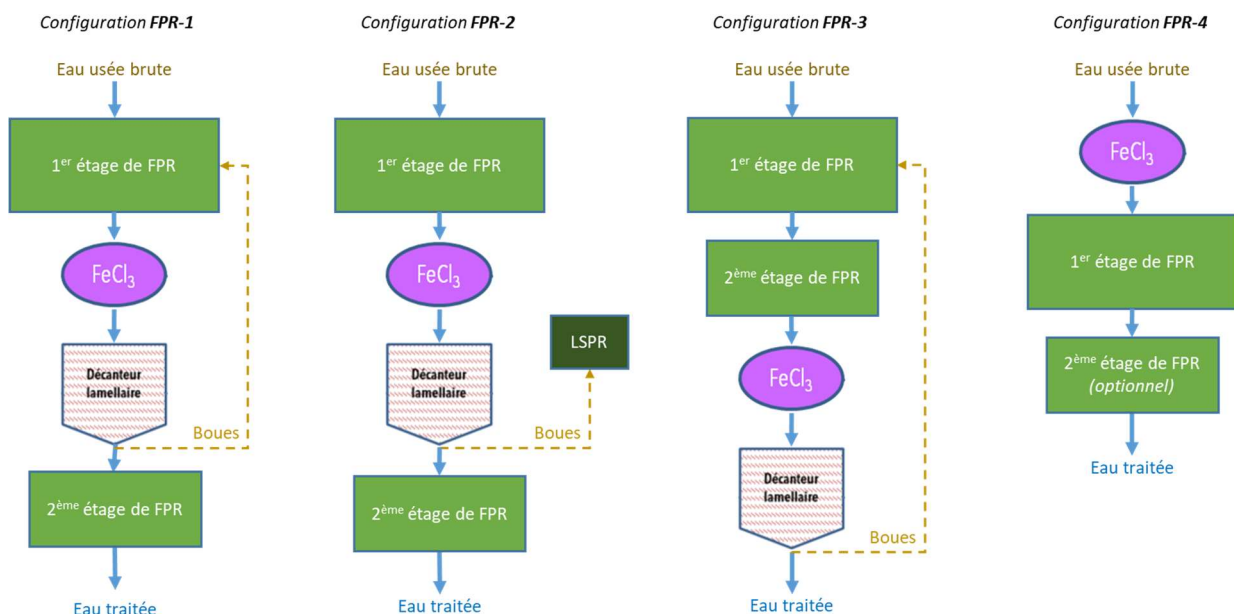 Configuration FPR-1
Eau usée brute
1er étage de FPR
FeCl3
Décanteur
lamellaire
Boues
2ème étage de FPR
Eau traitée
Configuration FPR-2
Eau usée brute
1er étage de FPR
FeCl3
LSPR
Décanteur
lamellaire
Boues
2ème étage de FPR
Eau traitée
Configuration FPR-3
Eau usée brute
1er étage de FPR
2ème étage de FPR
FeCl3
Décanteur
lamellaire
Boues
Eau traitée
Configuration FPR-4
Eau usée brute
FeCl3
1er étage de FPR
2ème étage de FPR
(optionnel)
Eau traitée